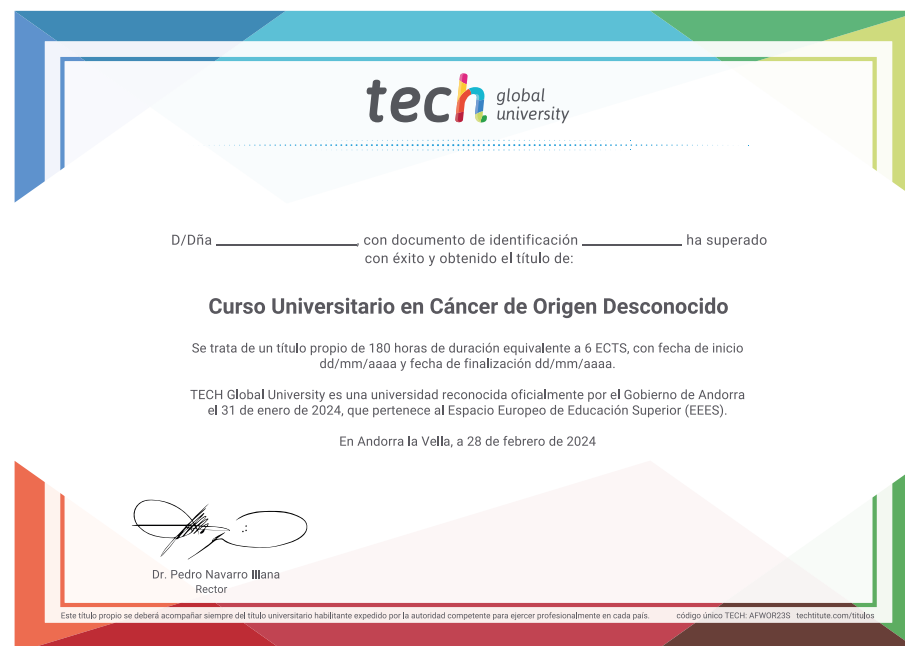 tech global university
D/Dña ____________, con documento de identificación ____________ ha superado
con éxito y obtenido el título de:
Curso Universitario en Cáncer de Origen Desconocido
Se trata de un título propio de 180 horas de duración equivalente a 6 ECTS, con fecha de inicio
dd/mm/aaaa y fecha de finalización dd/mm/aaaa.
TECH Global University es una universidad reconocida oficialmente por el Gobierno de Andorra
el 31 de enero de 2024, que pertenece al Espacio Europeo de Educación Superior (EEES).
En Andorra la Vella, a 28 de febrero de 2024
Dr. Pedro Navarro Illana
Rector
Este título propio se deberá acompañar siempre del título universitario habilitante expedido por la autoridad competente para ejercer profesionalmente en cada país. código único TECH: AFWOR23S techtitute.com/titulos